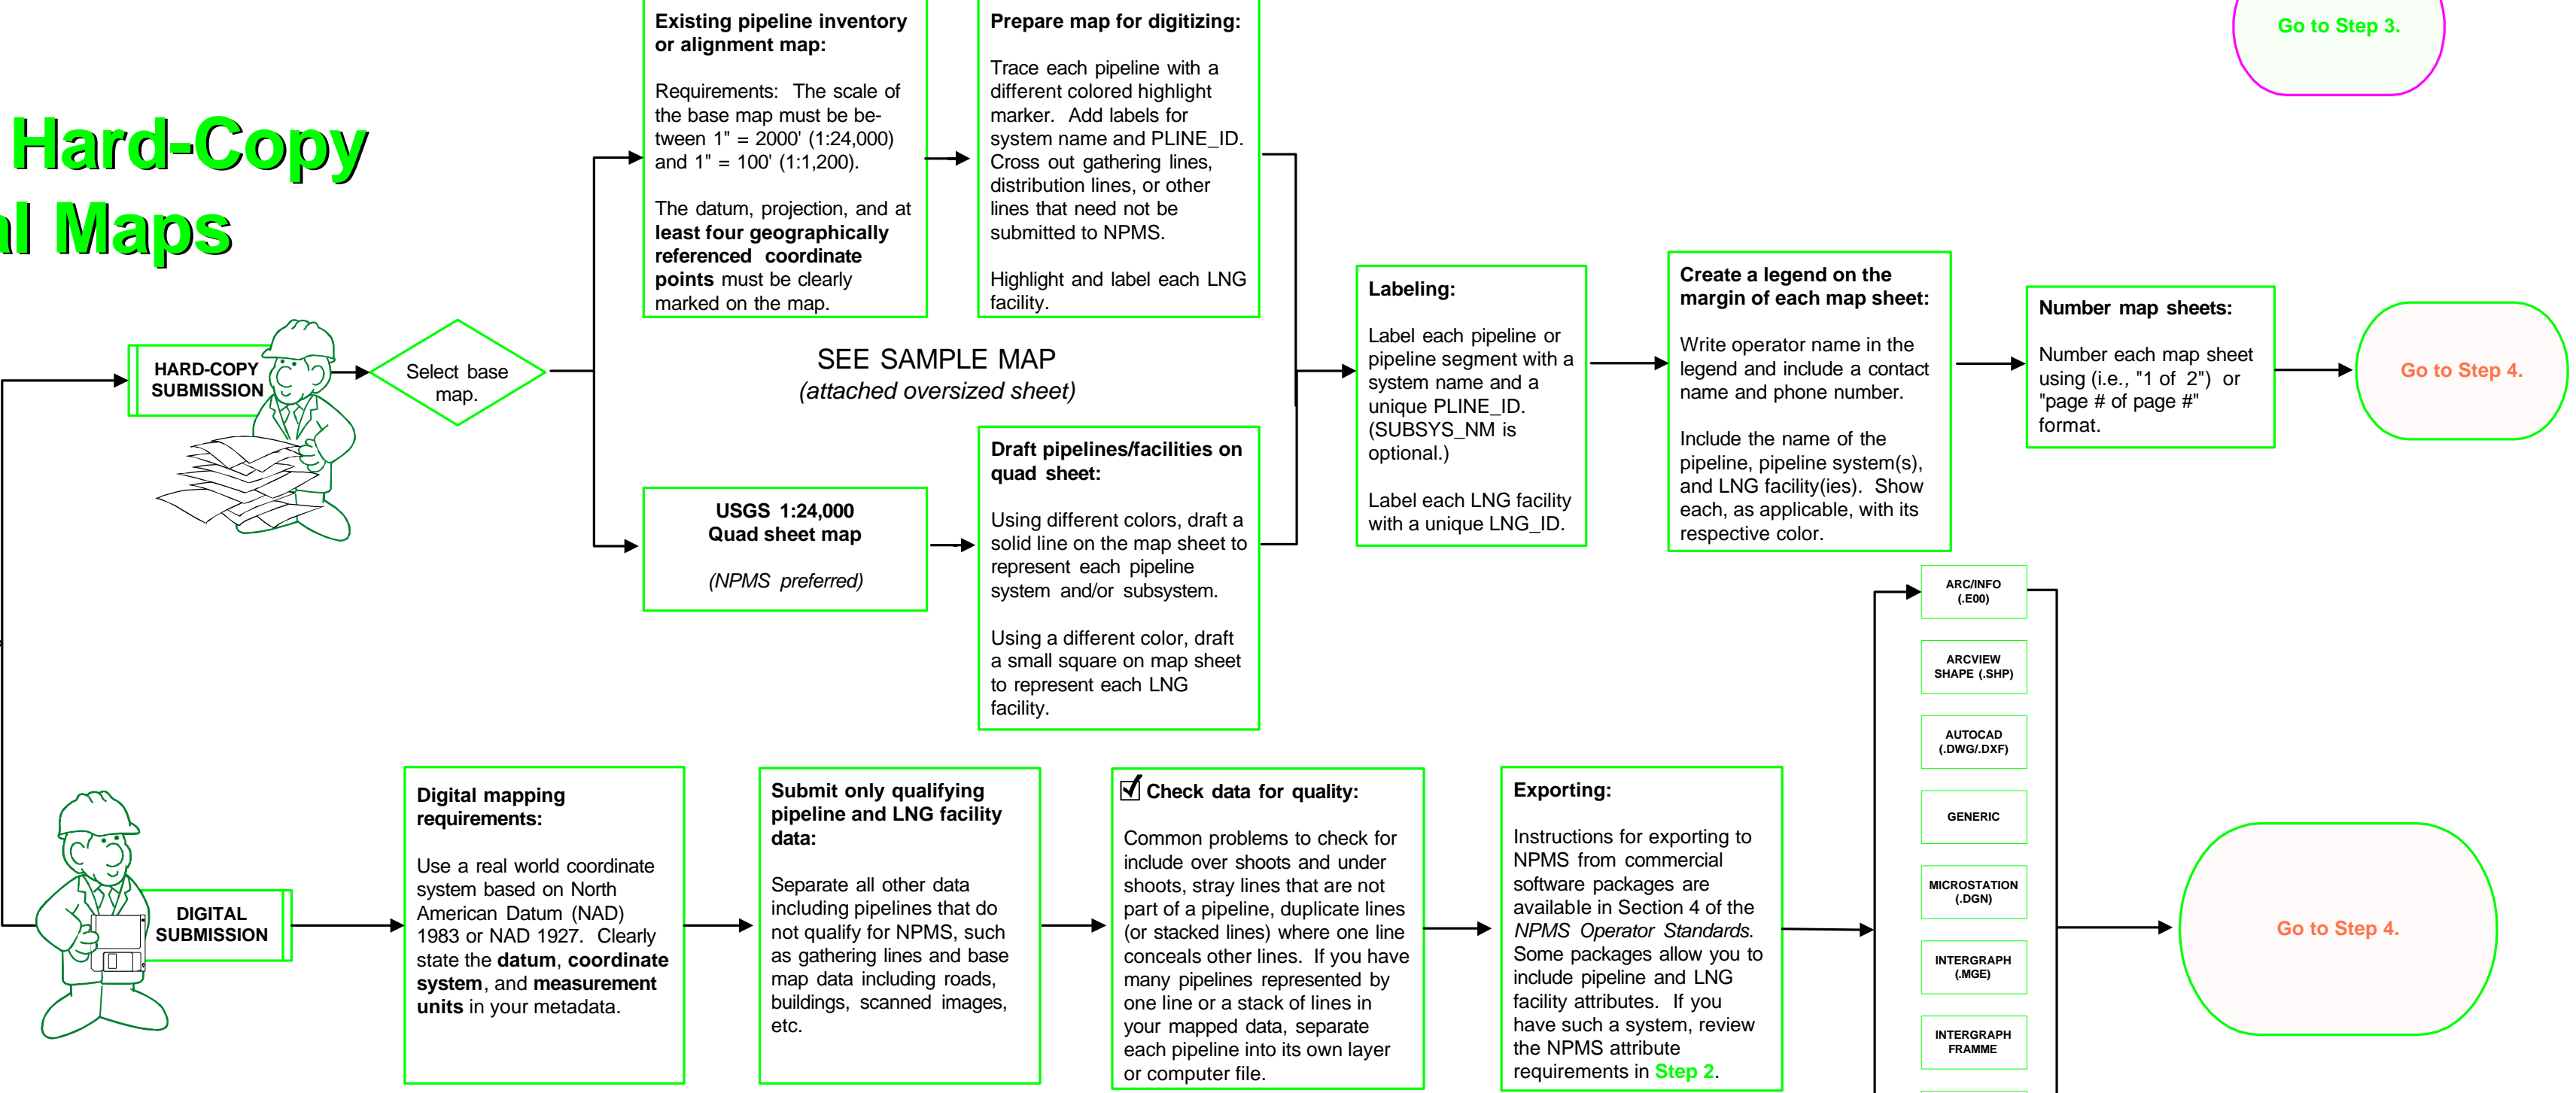 Go to Step 3.
Hard-Copy
al Maps
Existing pipeline inventory
or alignment map:
Requirements: The scale of
the base map must be be-
tween 1" = 2000' (1:24,000)
and 1" = 100' (1:1,200).
The datum, projection, and at
least four geographically
referenced coordinate
points must be clearly
marked on the map.
Prepare map for digitizing:
Trace each pipeline with a
different colored highlight
marker. Add labels for
system name and PLINE_ID.
Cross out gathering lines,
distribution lines, or other
lines that need not be
submitted to NPMS.
Highlight and label each LNG
facility.
HARD-COPY
SUBMISSION
Select base
map.
SEE SAMPLE MAP
(attached oversized sheet)
USGS 1:24,000
Quad sheet map
(NPMS preferred)
Draft pipelines/facilities on
quad sheet:
Using different colors, draft a
solid line on the map sheet to
represent each pipeline
system and/or subsystem.
Using a different color, draft
a small square on map sheet
to represent each LNG
facility.
Labeling:
Label each pipeline or
pipeline segment with a
system name and a
unique PLINE_ID.
(SUBSYS_NM is
optional.)
Label each LNG facility
with a unique LNG_ID.
Create a legend on the
margin of each map sheet:
Write operator name in the
legend and include a contact
name and phone number.
Include the name of the
pipeline, pipeline system(s),
and LNG facility(ies). Show
each, as applicable, with its
respective color.
Number map sheets:
Number each map sheet
using (i.e., "1 of 2") or
"page # of page #"
format.
Go to Step 4.
DIGITAL
SUBMISSION
Digital mapping
requirements:
Use a real world coordinate
system based on North
American Datum (NAD)
1983 or NAD 1927. Clearly
state the datum, coordinate
system, and measurement
units in your metadata.
Submit only qualifying
pipeline and LNG facility
data:
Separate all other data
including pipelines that do
not qualify for NPMS, such
as gathering lines and base
map data including roads,
buildings, scanned images,
etc.
Check data for quality:
Common problems to check for
include over shoots and under
shoots, stray lines that are not
part of a pipeline, duplicate lines
(or stacked lines) where one line
conceals other lines. If you have
many pipelines represented by
one line or a stack of lines in
your mapped data, separate
each pipeline into its own layer
or computer file.
Exporting:
Instructions for exporting to
NPMS from commercial
software packages are
available in Section 4 of the
NPMS Operator Standards.
Some packages allow you to
include pipeline and LNG
facility attributes. If you
have such a system, review
the NPMS attribute
requirements in Step 2.
ARC/INFO
(.E00)
ARCVIEW
SHAPE (.SHP)
AUTOCAD
(.DWG/.DXF)
GENERIC
MICROSTATION
(.DGN)
INTERGRAPH
(.MGE)
INTERGRAPH
FRAMME
Go to Step 4.